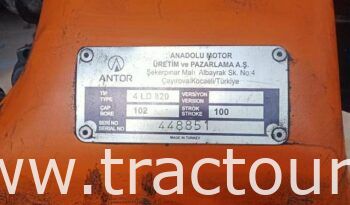 ANADOLU MOTOR
ÜRETİM ve PAZARLAMA A.Ş.
Şekerpınar Mah. Albayrak Sk. No:4
Çayırova/Kocaeli/Türkiye
ANTOR
TİP
TYPE
4 LD 820
VERSİYON
VERSION
ÇAP
BORE
102
STROK
STROKE
100
SERİ NO
SERIAL NO
448851
MADE IN TURKEY
www.tractour